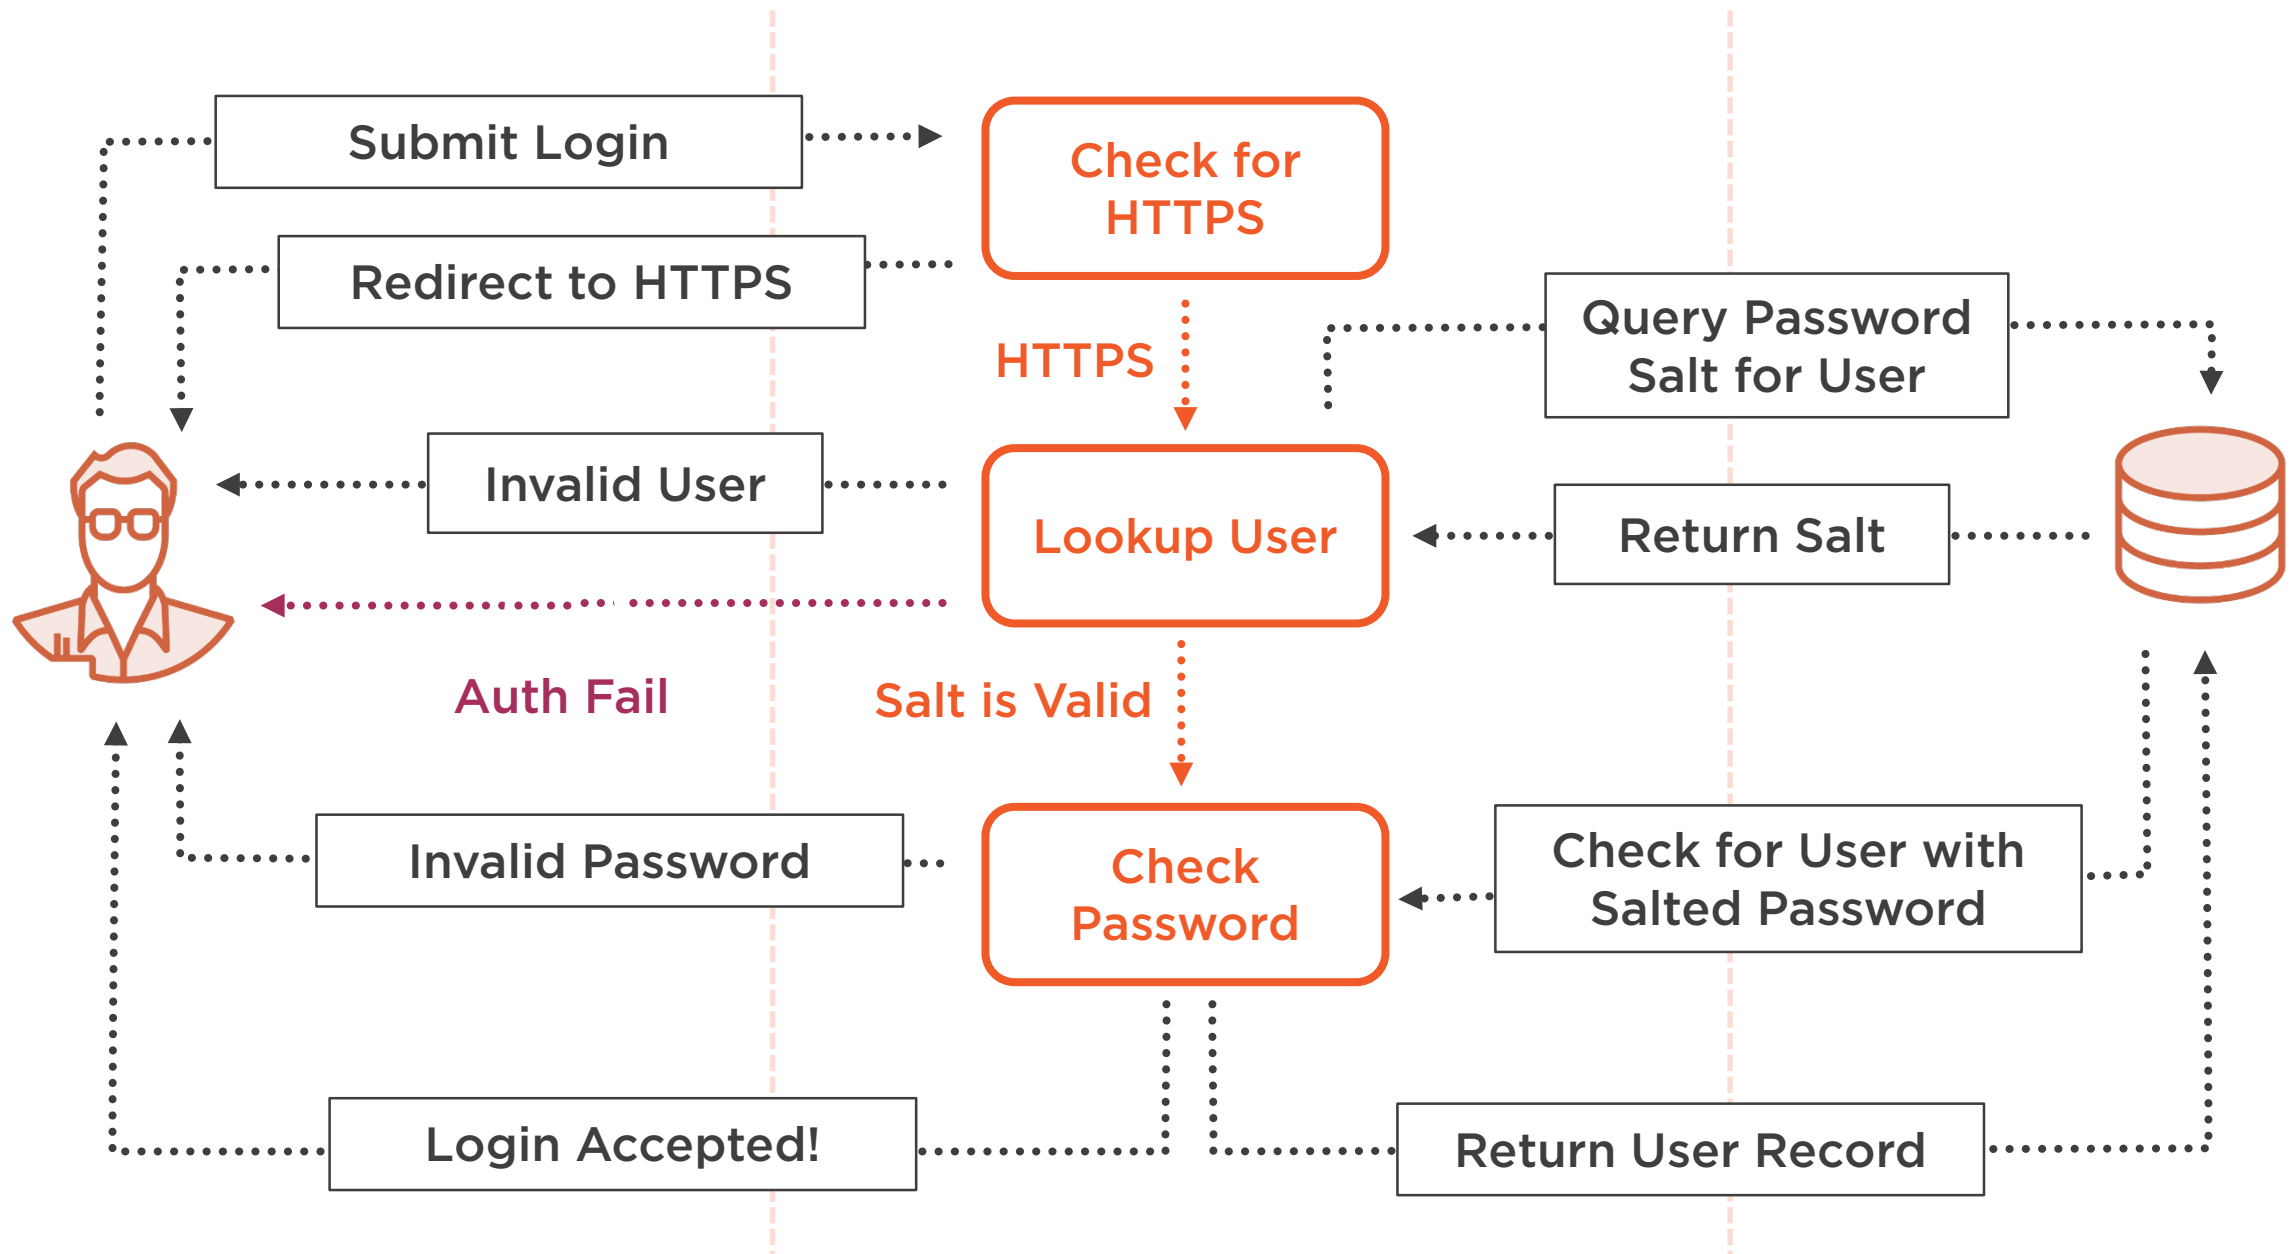 Submit Login
Check for
HTTPS
Redirect to HTTPS
HTTPS
Query Password
Salt for User
Invalid User
Lookup User
Return Salt
Auth Fail
Salt is Valid
Invalid Password
Check
Password
Check for User with
Salted Password
Login Accepted!
Return User Record